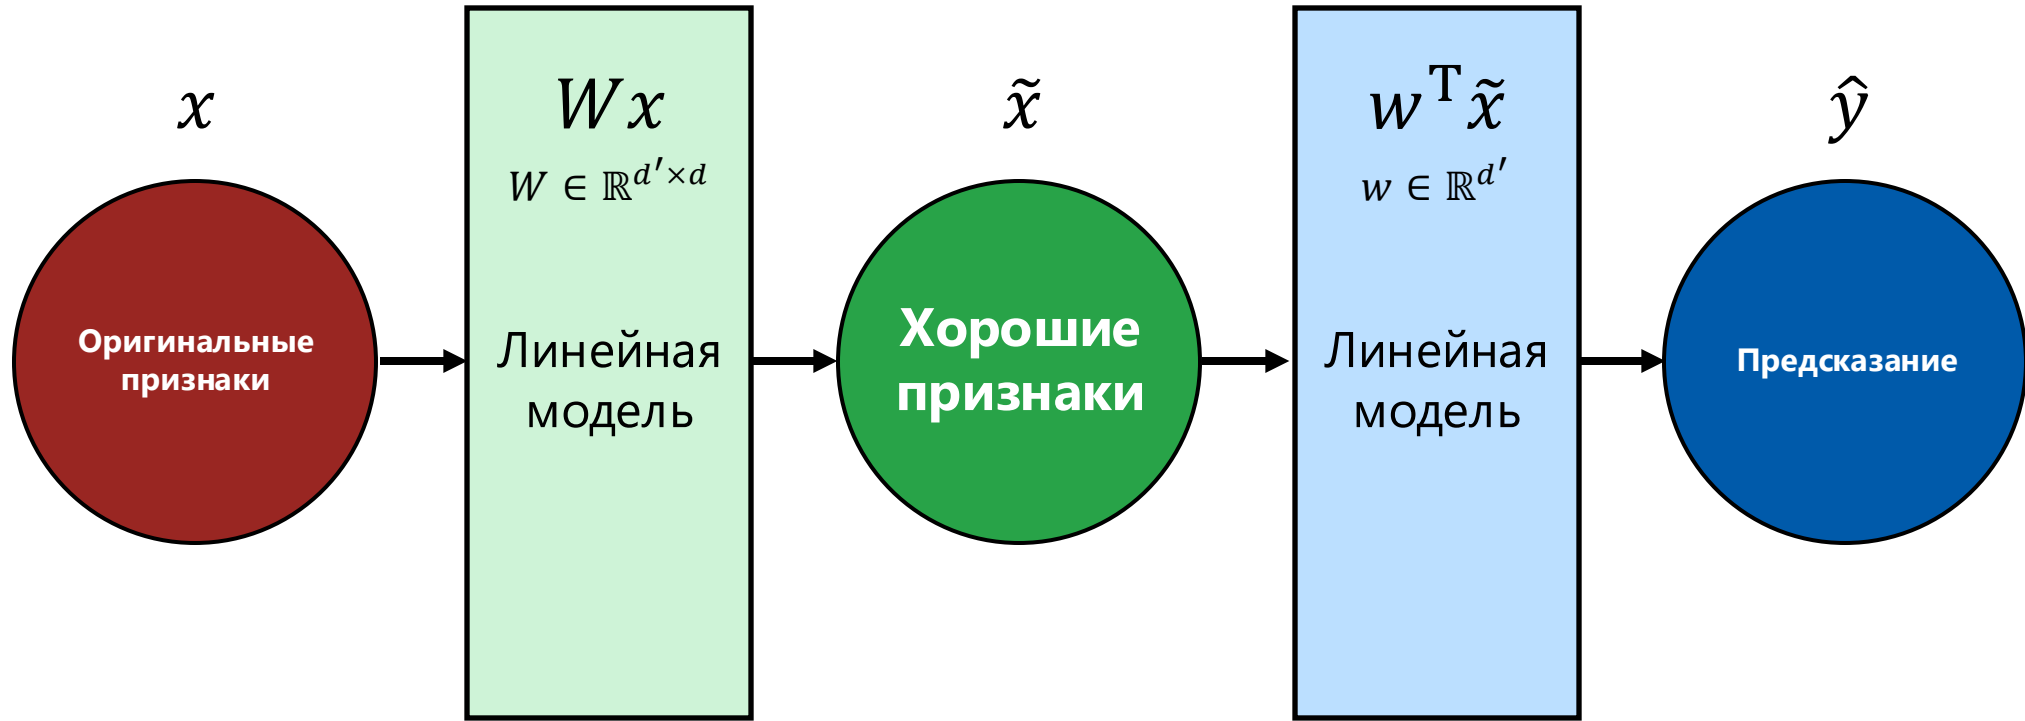 x
Оригинальные
признаки
Wx
W ∈ ℝ^{d′×d}
Линейная
модель
x̃
Хорошие
признаки
w^T x̃
w ∈ ℝ^{d′}
Линейная
модель
ŷ
Предсказание